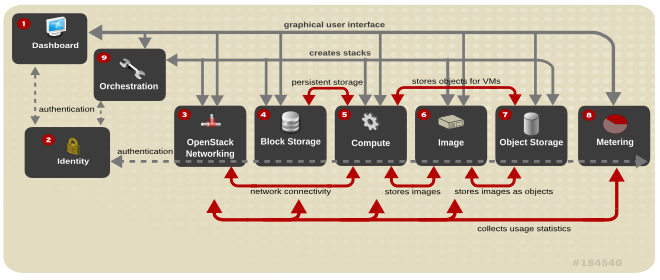 graphical user interface
1
Dashboard
creates stacks
9
Orchestration
persistent storage
stores objects for VMs
authentication
3
OpenStack
Networking
4
Block Storage
5
Compute
6
Image
7
Object Storage
8
Metering
2
Identity
authentication
network connectivity
stores images
stores images as objects
collects usage statistics
#184540